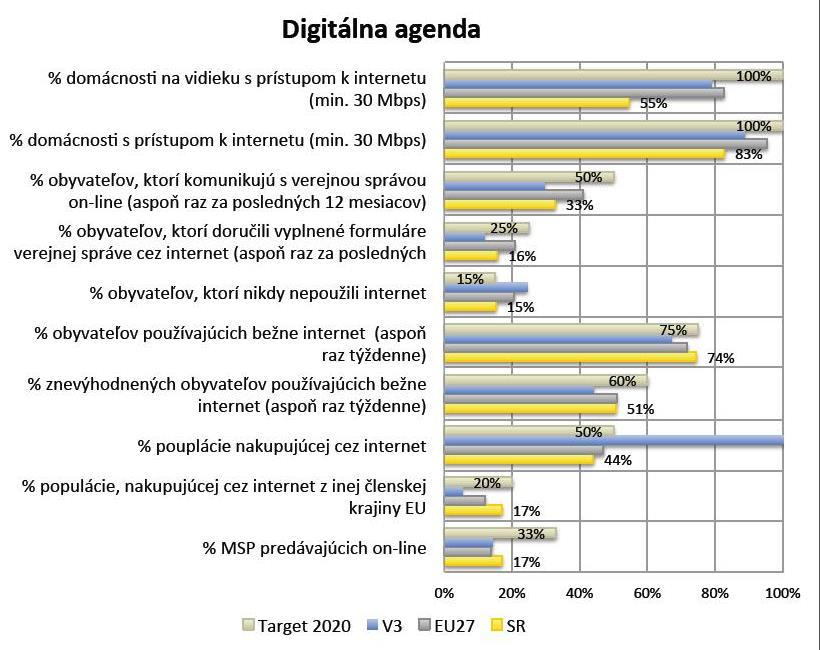 Digitálna agenda
% domácnosti na vidieku s prístupom k internetu
(min. 30 Mbps)
100%
55%
% domácnosti s prístupom k internetu (min. 30 Mbps)
100%
83%
% obyvateľov, ktorí komunikujú s verejnou správou
on-line (aspoň raz za posledných 12 mesiacov)
50%
33%
% obyvateľov, ktorí doručili vyplnené formuláre
verejnej správe cez internet (aspoň raz za posledných
25%
16%
% obyvateľov, ktorí nikdy nepoužili internet
15%
15%
% obyvateľov používajúcich bežne internet (aspoň
raz týždenne)
75%
74%
% znevýhodnených obyvateľov používajúcich bežne
internet (aspoň raz týždenne)
60%
51%
% pouplácie nakupujúcej cez internet
50%
44%
% populácie, nakupujúcej cez internet z inej členskej
krajiny EU
20%
17%
% MSP predávajúcich on-line
33%
17%
0% 20% 40% 60% 80% 100%
Target 2020 V3 EU27 SR